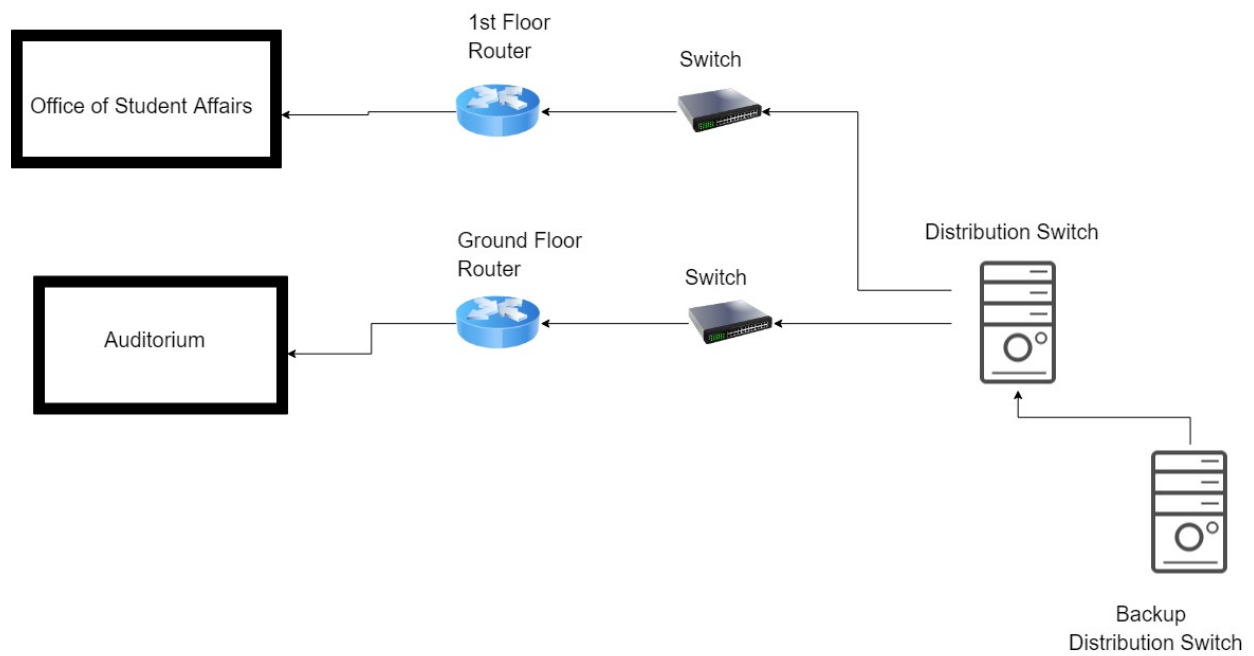 1st Floor
Router
Switch
Office of Student Affairs
Ground Floor
Router
Distribution Switch
Switch
Auditorium
Backup
Distribution Switch